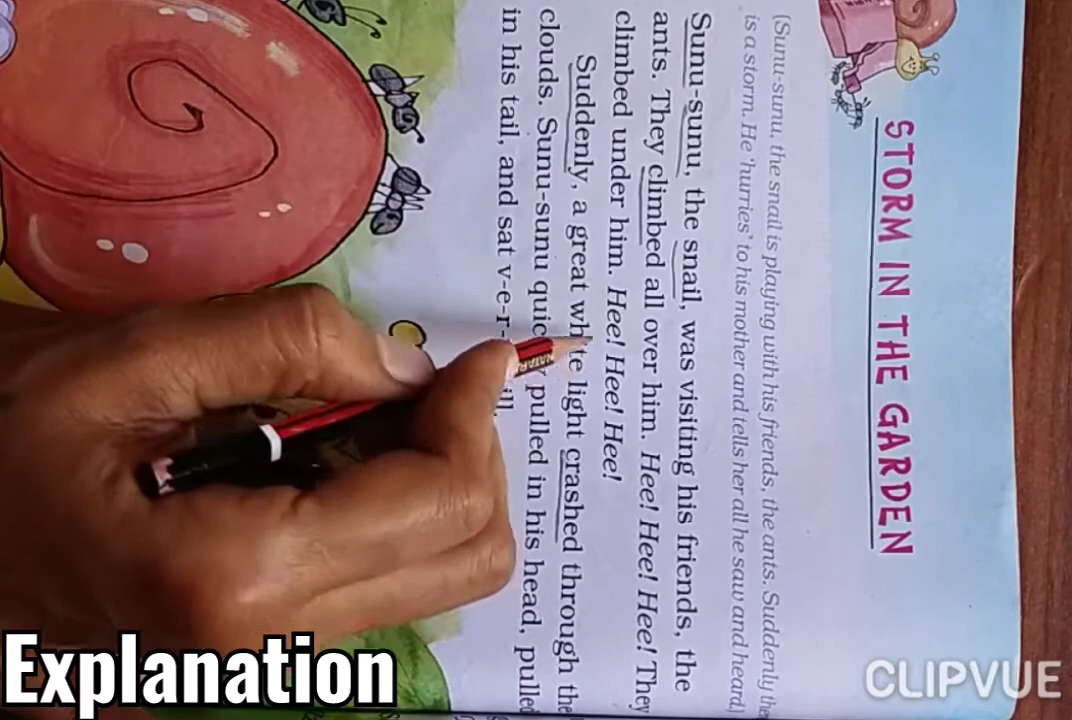 STORM IN THE GARDEN
(Sunu-sunu, the snail is playing with his friends, the ants. Suddenly the
is a storm. He 'hurries' to his mother and tells her all he saw and heard.)
Sunu-sunu, the snail, was visiting his friends, the
ants. They climbed all over him. Hee! Hee! Hee! They
climbed under him. Hee! Hee! Hee!
Suddenly, a great white light crashed through the
clouds. Sunu-sunu pulled in his head, pulled
in his tail, and sat
NATARAJ
Explanation
CLIPVUE